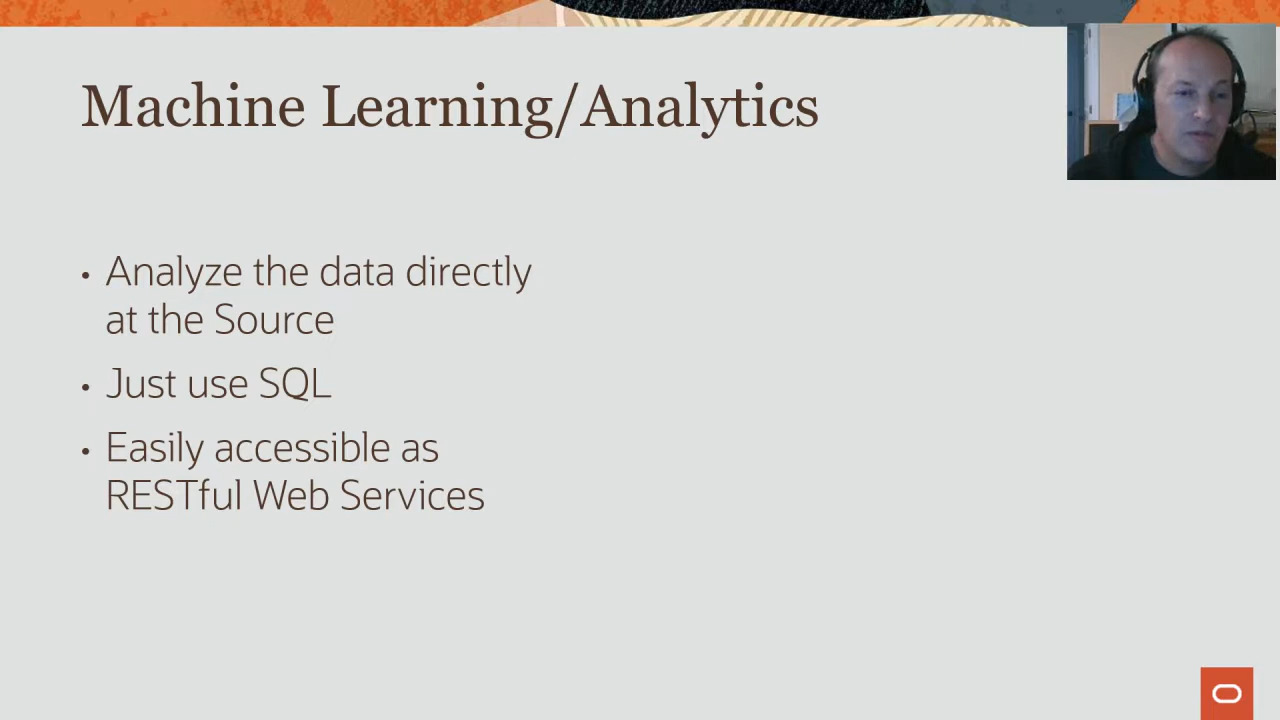 Machine Learning/Analytics
• Analyze the data directly
at the Source
• Just use SQL
• Easily accessible as
RESTful Web Services